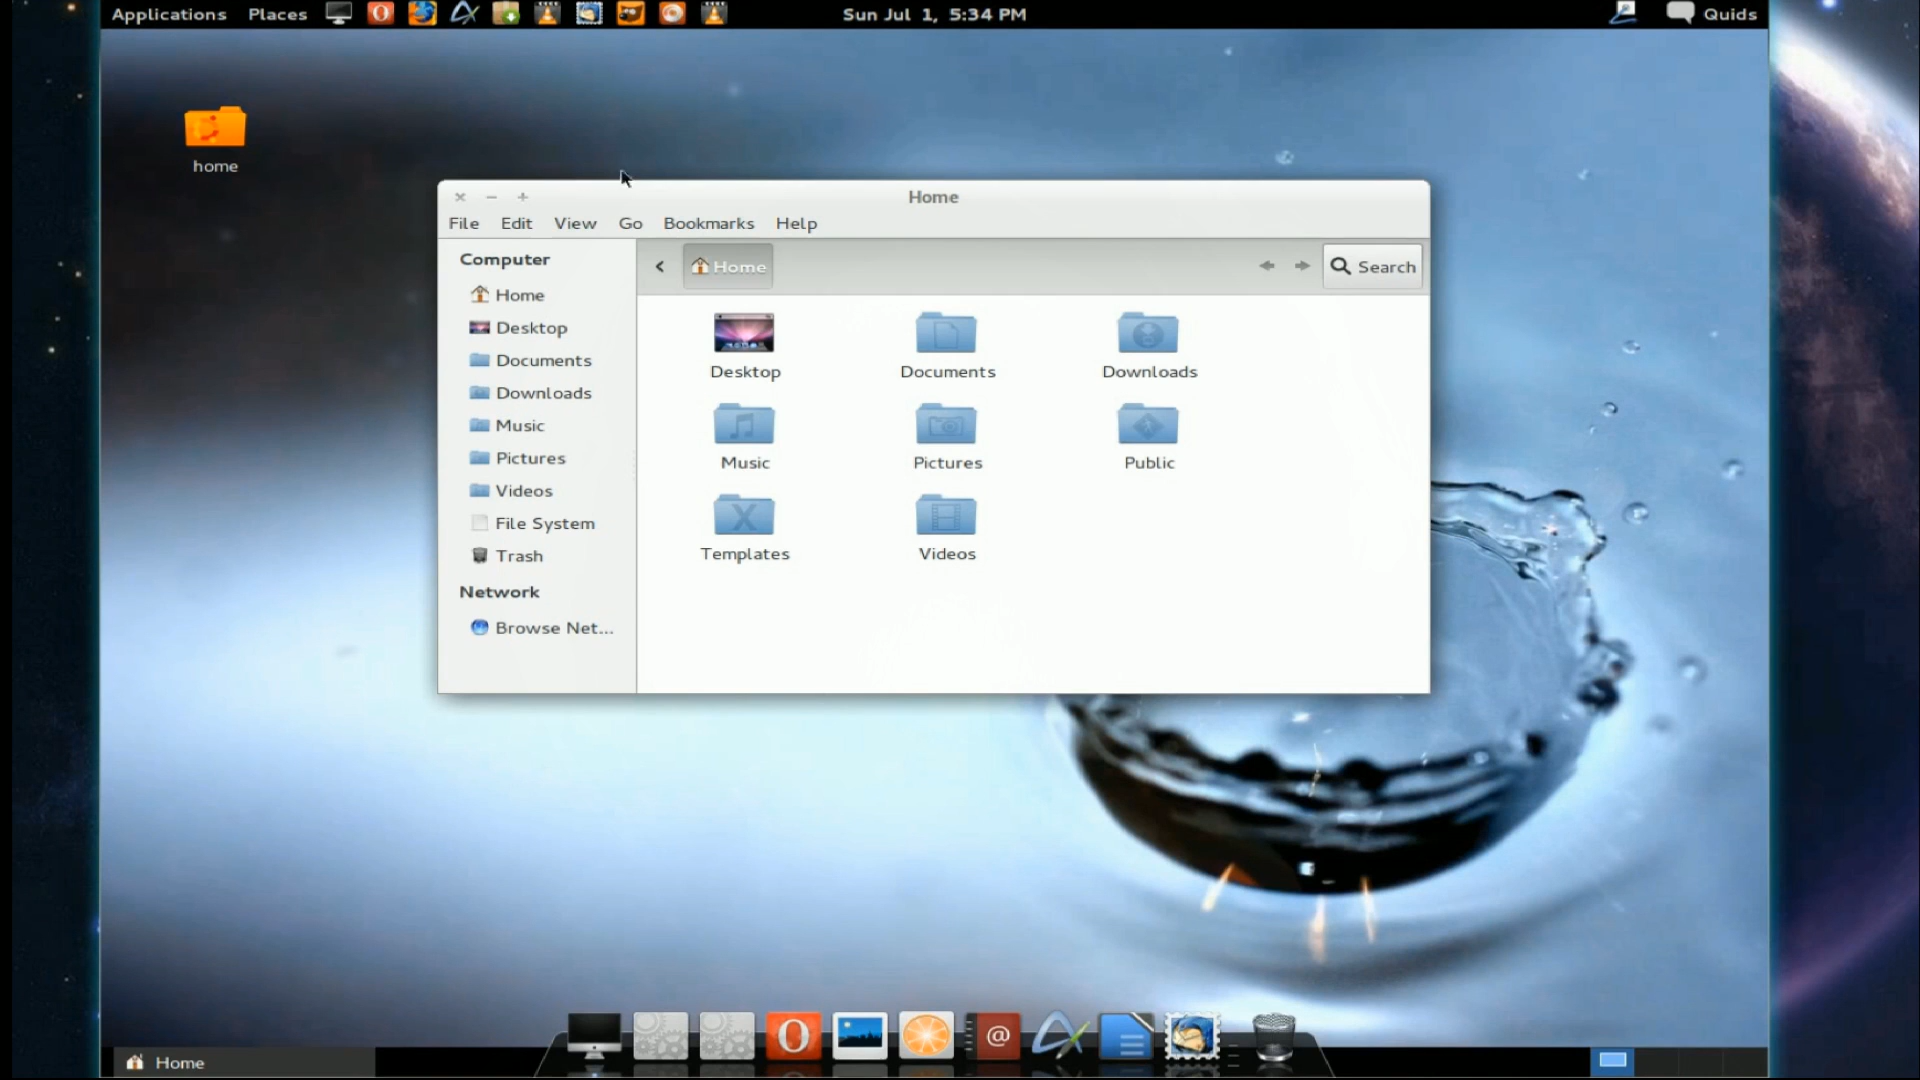 Applications Places Sun Jul 1, 5:34 PM Quids
home
Home
File Edit View Go Bookmarks Help
Computer
Home
Desktop
Documents
Downloads
Music
Pictures
Videos
File System
Trash
Network
Browse Net...
Home Search
Desktop Documents Downloads
Music Pictures Public
Templates Videos
Home